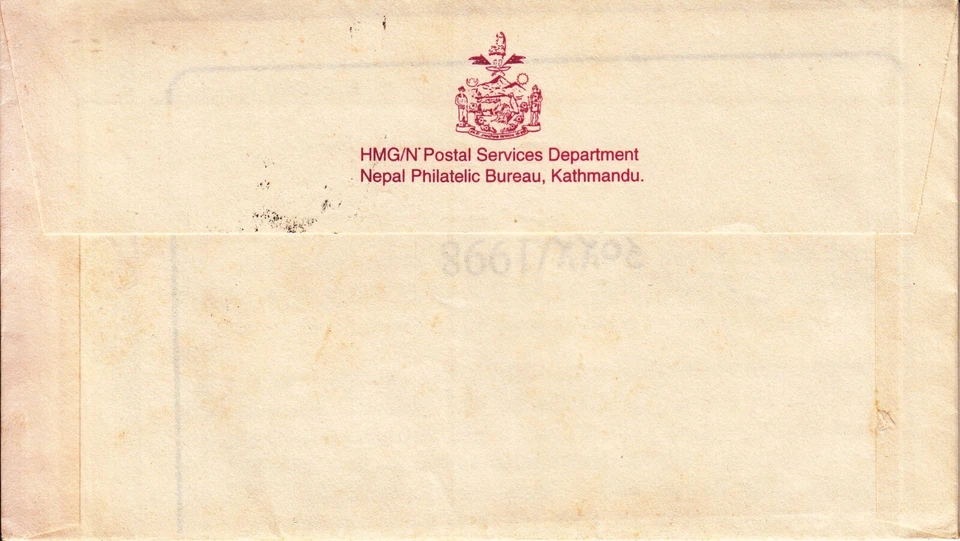 HMG/N Postal Services Department
Nepal Philatelic Bureau, Kathmandu.